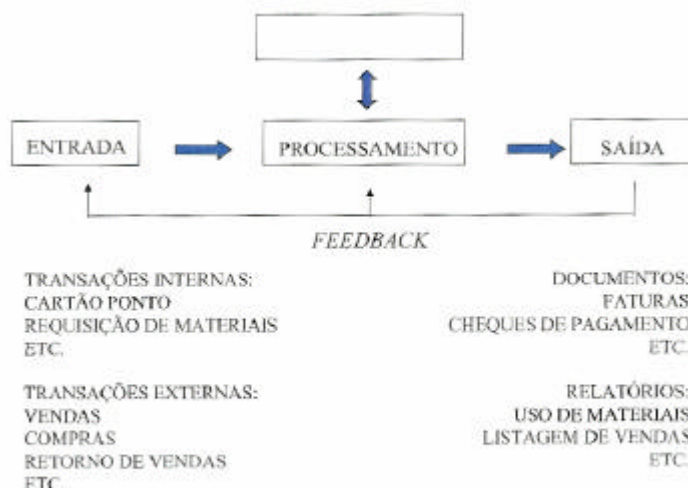 ENTRADA
PROCESSAMENTO
SAÍDA
FEEDBACK
TRANSAÇÕES INTERNAS:
CARTÃO PONTO
REQUISIÇÃO DE MATERIAIS
ETC.
TRANSAÇÕES EXTERNAS:
VENDAS
COMPRAS
RETORNO DE VENDAS
ETC.
DOCUMENTOS:
FATURAS
CHEQUES DE PAGAMENTO
ETC.
RELATÓRIOS:
USO DE MATERIAIS
LISTAGEM DE VENDAS
ETC.